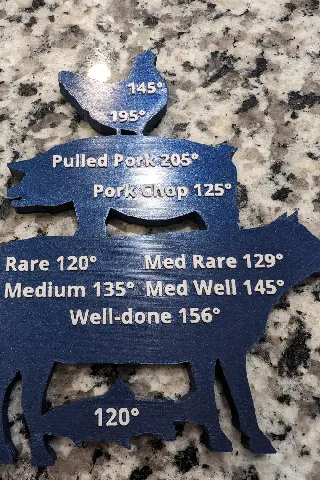 145°
195°
Pulled Pork 205°
Pork Chop 125°
Rare 120° Med Rare 129°
Medium 135° Med Well 145°
Well-done 156°
120°